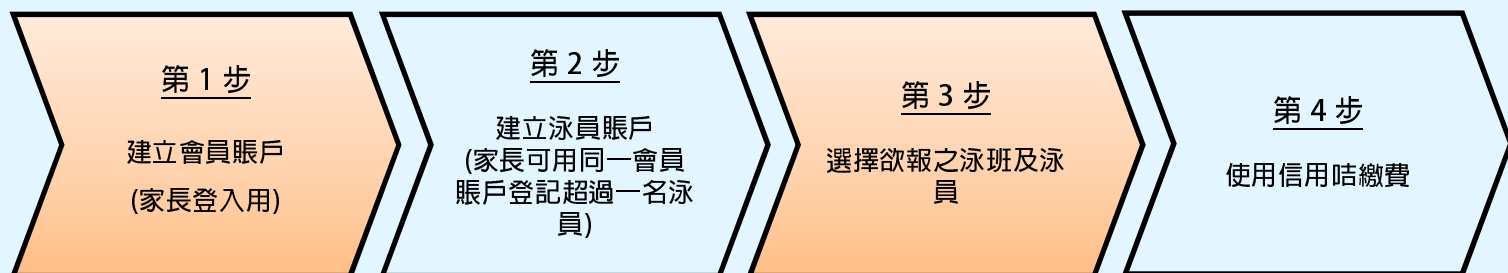 第 1 步
建立會員賬戶
(家長登入用)
第 2 步
建立泳員賬戶
(家長可用同一會員
賬戶登記超過一名泳
員)
第 3 步
選擇欲報之泳班及泳
員
第 4 步
使用信用咭繳費